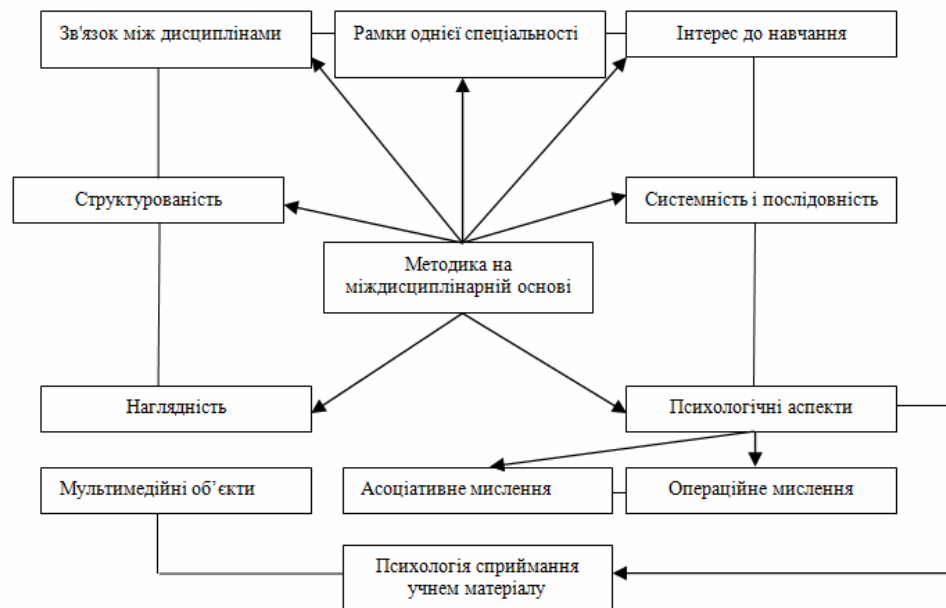 Зв'язок між дисциплінами
Рамки однієї спеціальності
Інтерес до навчання
Структурованість
Системність і послідовність
Методика на
міждисциплінарній основі
Наглядність
Психологічні аспекти
Мультимедійні об’єкти
Асоціативне мислення
Операційне мислення
Психологія сприймання
учнем матеріалу